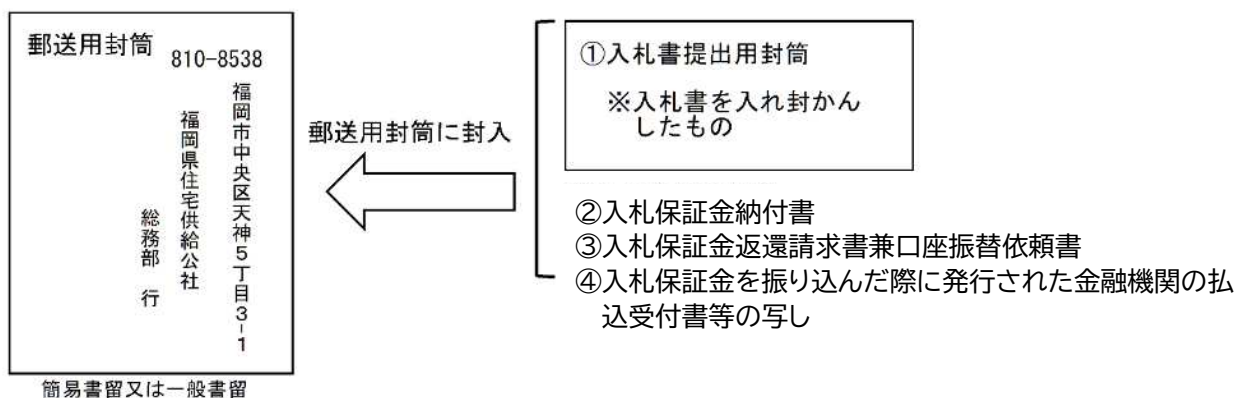 郵送用封筒
810-8538
福岡市中央区天神5丁目3-1
福岡県住宅供給公社
総務部 行
簡易書留又は一般書留
郵送用封筒に封入
①入札書提出用封筒
※入札書を入れ封かん
したもの
②入札保証金納付書
③入札保証金返還請求書兼口座振替依頼書
④入札保証金を振り込んだ際に発行された金融機関の払
込受付書等の写し